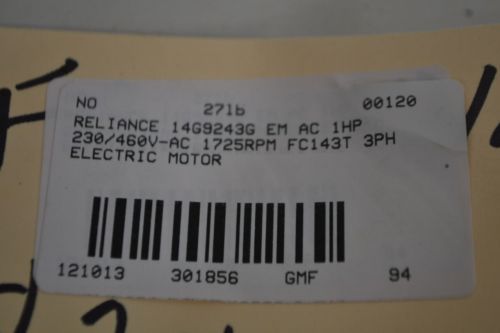 NO 271b 00120
RELIANCE 14G9243G EM AC 1HP
230/460V-AC 1725RPM FC143T 3PH
ELECTRIC MOTOR
121013 301856 GMF 94